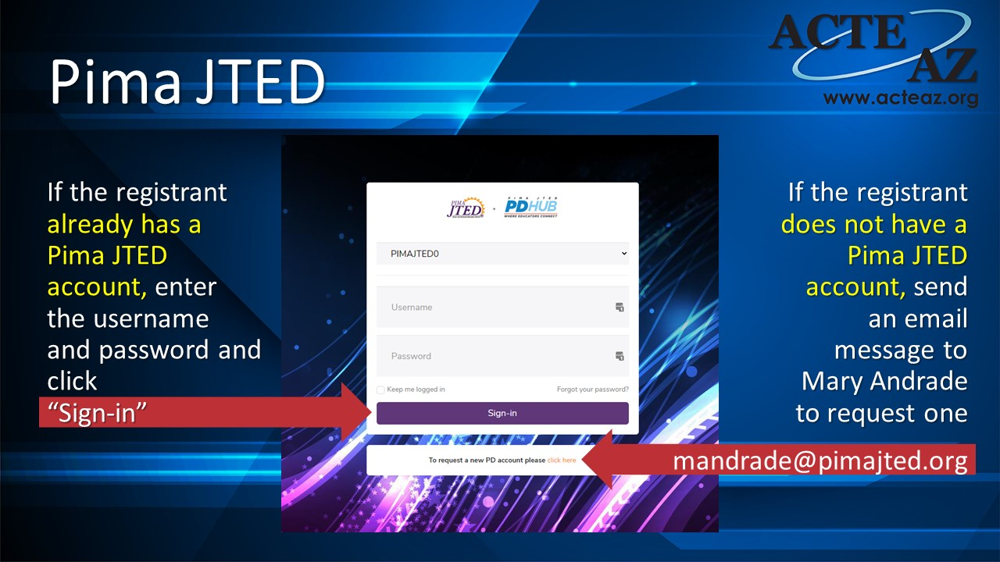 Pima JTED
ACTE
AZ
www.acteaz.org
If the registrant
already has a
Pima JTED
account, enter
the username
and password and
click
“Sign-in”
PIMA
JTED
PIMA JTED
PDHUB
WHERE EDUCATORS CONNECT
PIMAJTED0
Username
Password
Keep me logged in
Forgot your password?
Sign-in
To request a new PD account please click here
If the registrant
does not have a
Pima JTED
account, send
an email
message to
Mary Andrade
to request one
mandrade@pimajted.org